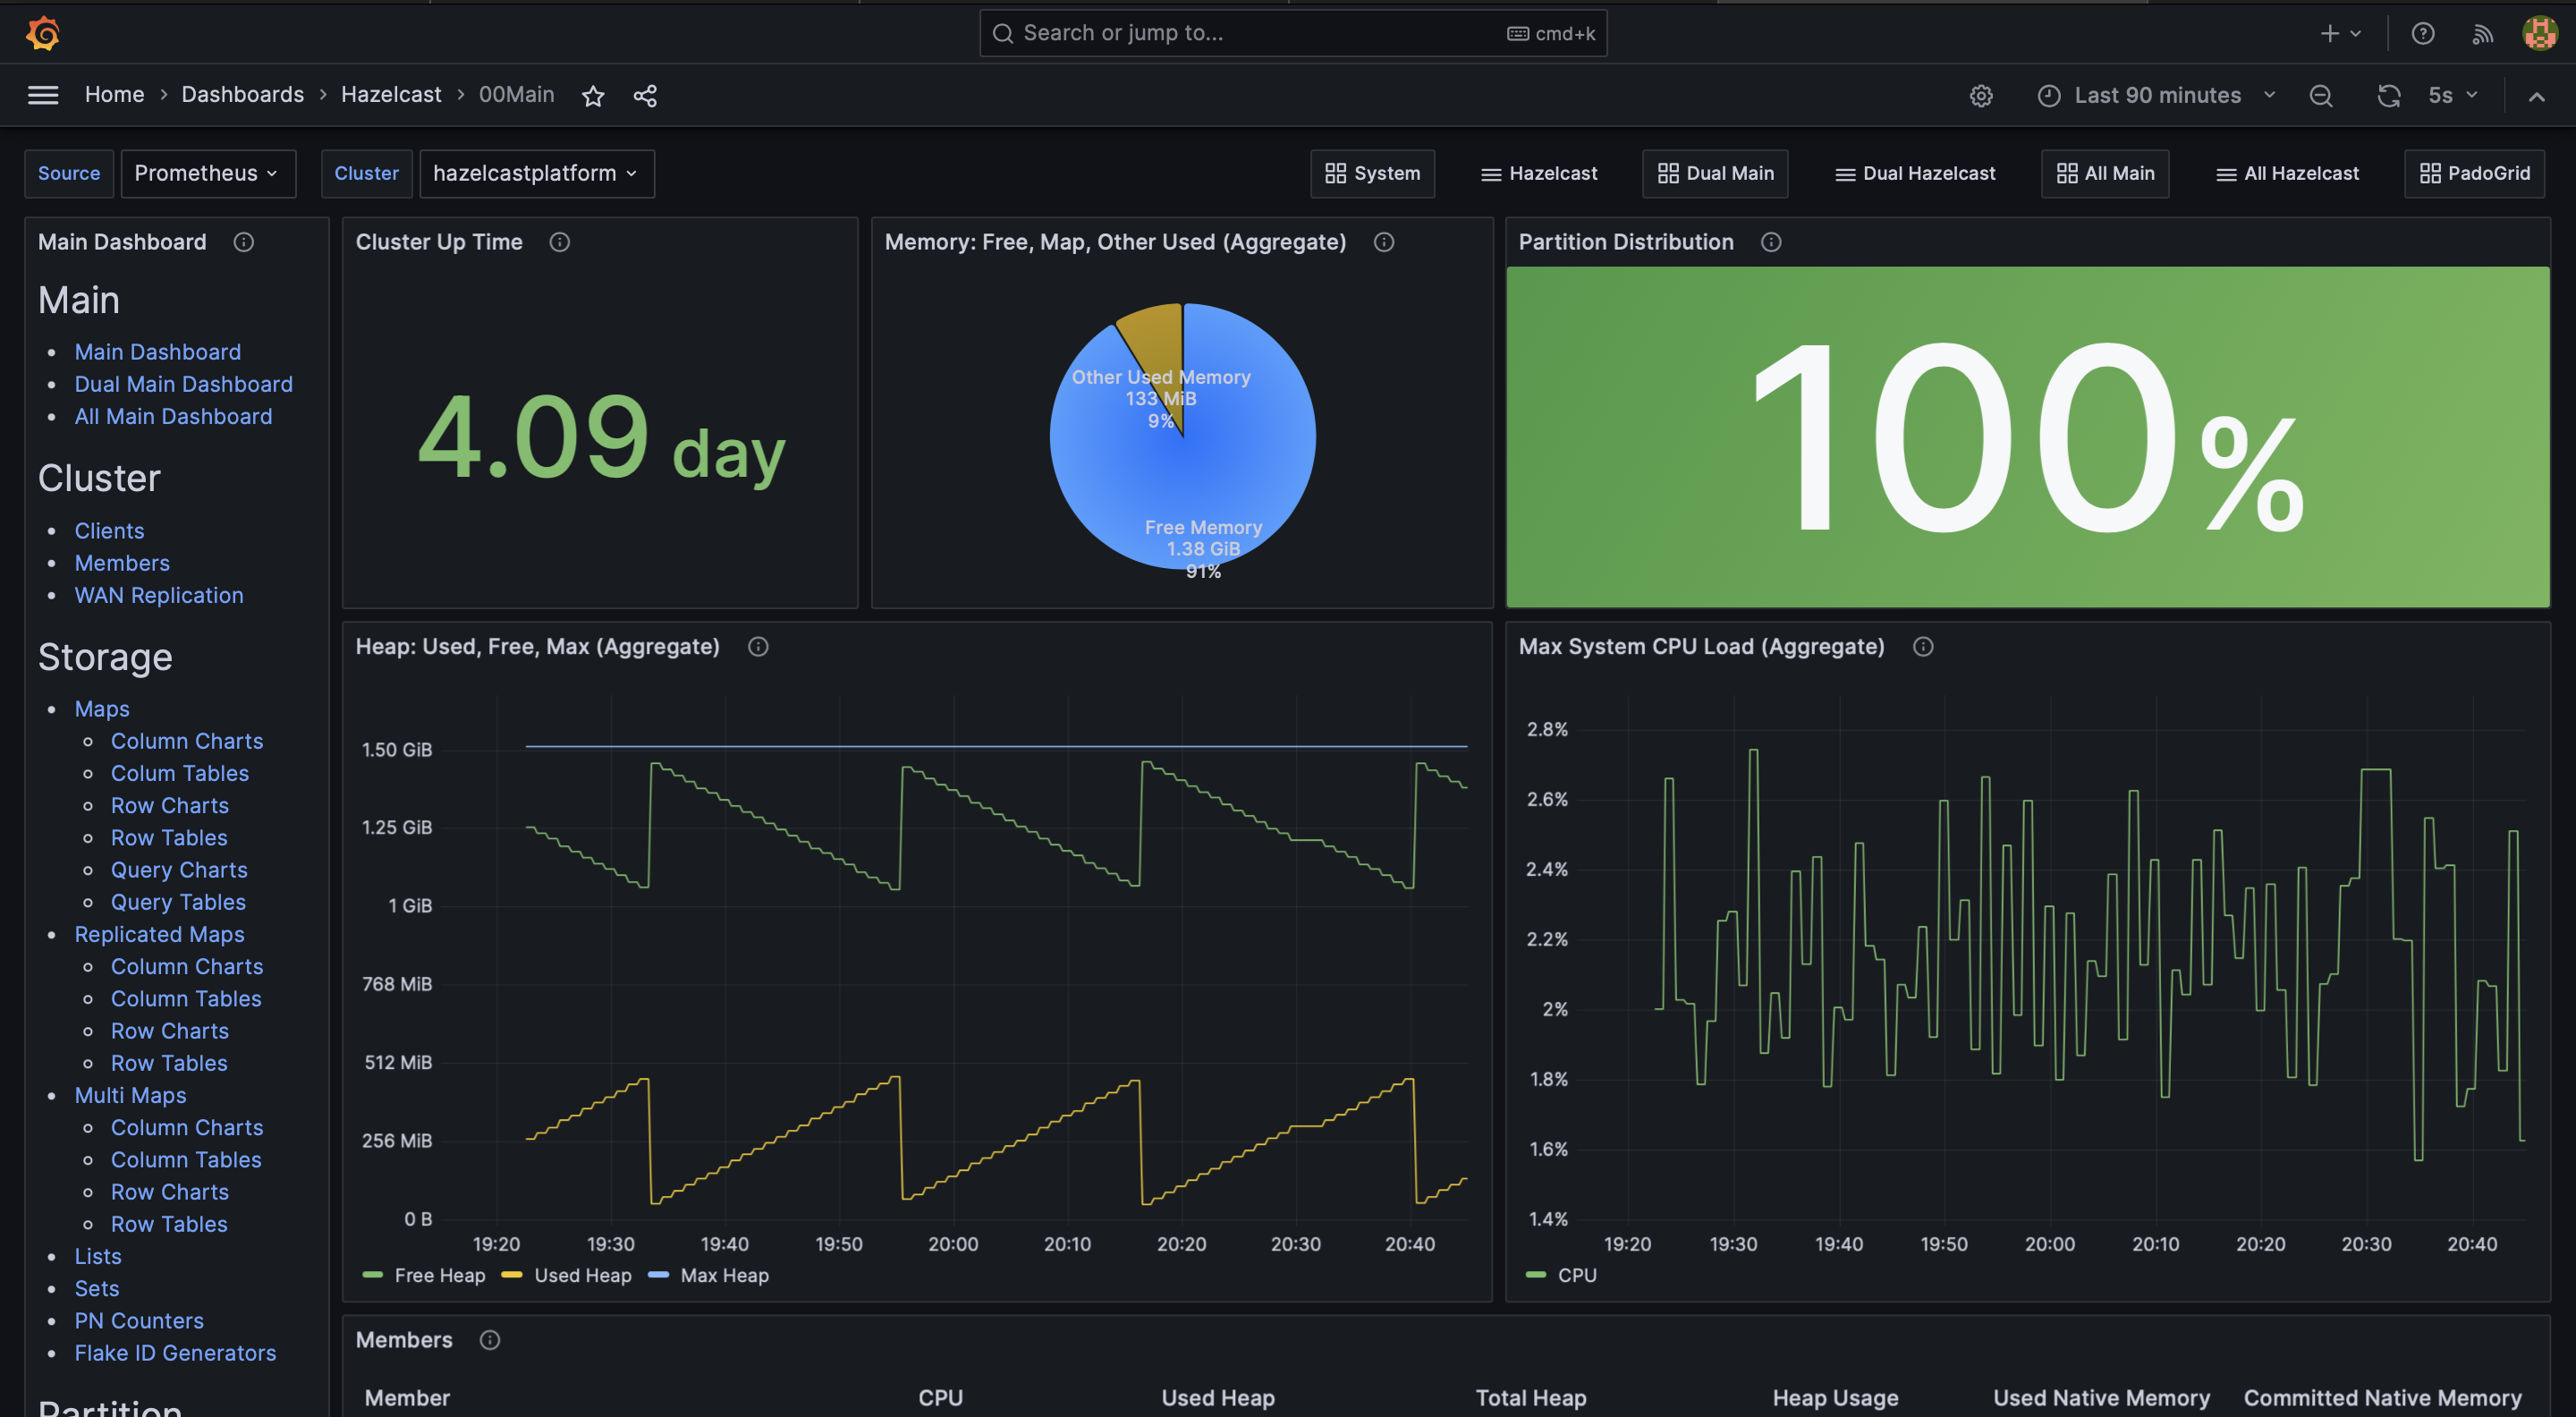 Search or jump to...
cmd+k
Home
Dashboards
Hazelcast
00Main
Last 90 minutes
5s
Source
Prometheus
Cluster
hazelcastplatform
System
Hazelcast
Dual Main
Dual Hazelcast
All Main
All Hazelcast
PadoGrid
Main Dashboard
Main
Main Dashboard
Dual Main Dashboard
All Main Dashboard
Cluster
Clients
Members
WAN Replication
Storage
Maps
Column Charts
Colum Tables
Row Charts
Row Tables
Query Charts
Query Tables
Replicated Maps
Column Charts
Column Tables
Row Charts
Row Tables
Multi Maps
Column Charts
Column Tables
Row Charts
Row Tables
Lists
Sets
PN Counters
Flake ID Generators
Partition
Cluster Up Time
4.09 day
Memory: Free, Map, Other Used (Aggregate)
Other Used Memory
133 MiB
9%
Free Memory
1.38 GiB
91%
Partition Distribution
100%
Heap: Used, Free, Max (Aggregate)
1.50 GiB
1.25 GiB
1 GiB
768 MiB
512 MiB
256 MiB
0 B
19:20
19:30
19:40
19:50
20:00
20:10
20:20
20:30
20:40
Free Heap
Used Heap
Max Heap
Max System CPU Load (Aggregate)
2.8%
2.6%
2.4%
2.2%
2%
1.8%
1.6%
1.4%
19:20
19:30
19:40
19:50
20:00
20:10
20:20
20:30
20:40
CPU
Members
Member
CPU
Used Heap
Total Heap
Heap Usage
Used Native Memory
Committed Native Memory